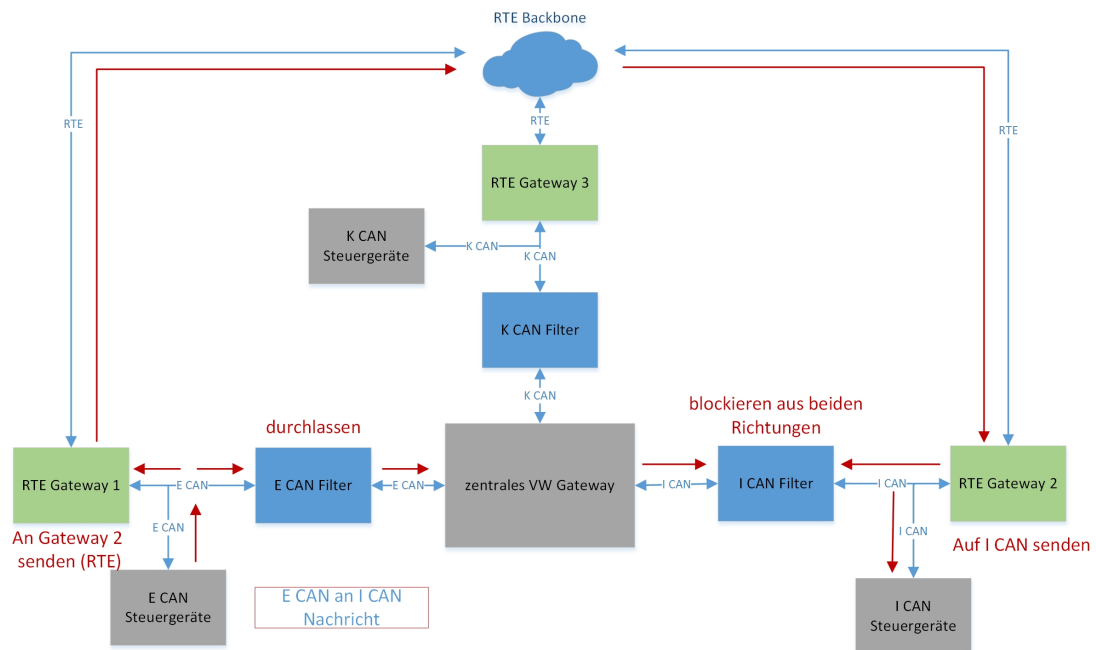 RTE Backbone
RTE
RTE
RTE
RTE Gateway 3
K CAN
Steuergeräte
K CAN
K CAN
K CAN Filter
K CAN
durchlassen
blockieren aus beiden
Richtungen
RTE Gateway 1
E CAN
E CAN Filter
E CAN
zentrales VW Gateway
I CAN
I CAN Filter
I CAN
RTE Gateway 2
An Gateway 2
senden (RTE)
E CAN
I CAN
Auf I CAN senden
E CAN
Steuergeräte
E CAN an I CAN
Nachricht
I CAN
Steuergeräte